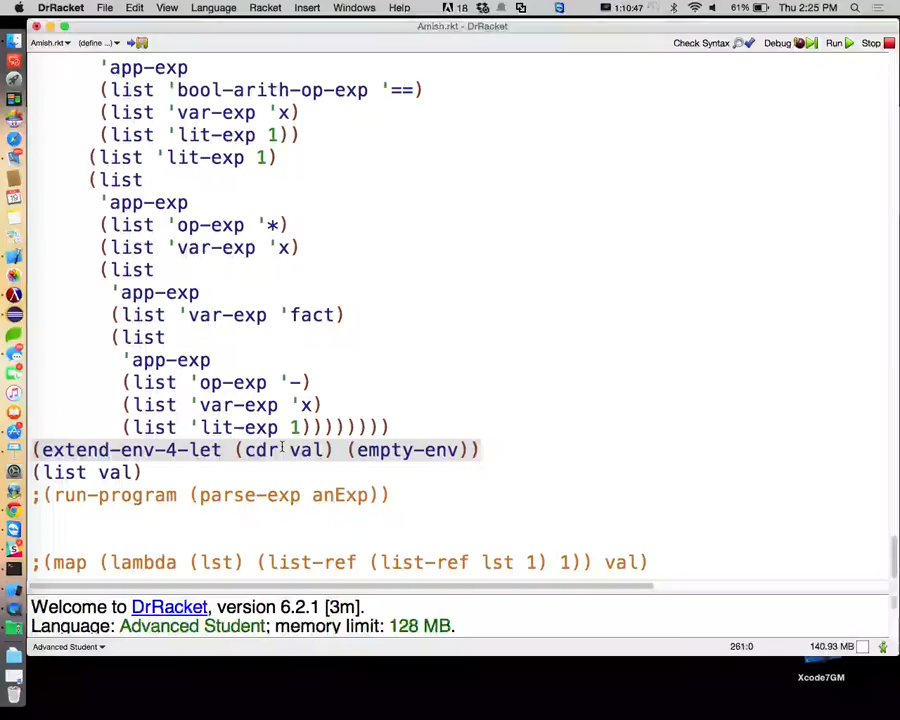 DrRacket File Edit View Language Racket Insert Windows Help 18 1:10:47 61% Thu 2:25 PM
Amish.rkt - DrRacket
Amish.rkt (define ...) Check Syntax Debug Run Stop
'app-exp
(list 'bool-arith-op-exp '==)
(list 'var-exp 'x)
(list 'lit-exp 1))
(list 'lit-exp 1)
(list
'app-exp
(list 'op-exp '*)
(list 'var-exp 'x)
(list
'app-exp
(list 'var-exp 'fact)
(list
'app-exp
(list 'op-exp '-)
(list 'var-exp 'x)
(list 'lit-exp 1))))))))
(extend-env-4-let (cdr val) (empty-env))
(list val)
;(run-program (parse-exp anExp))
;(map (lambda (lst) (list-ref (list-ref lst 1) 1)) val)
Welcome to DrRacket, version 6.2.1 [3m].
Language: Advanced Student; memory limit: 128 MB.
Advanced Student 261:0 140.93 MB
Xcode7GM